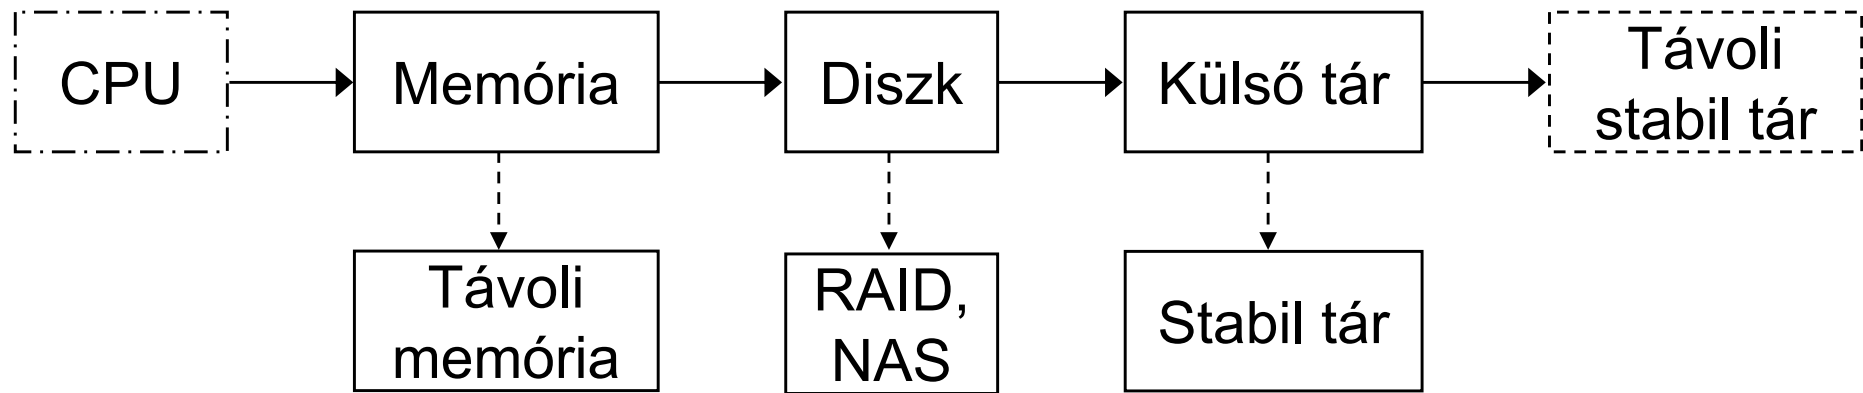 CPU
Memória
Diszk
Külső tár
Távoli
stabil tár
Távoli
memória
RAID,
NAS
Stabil tár